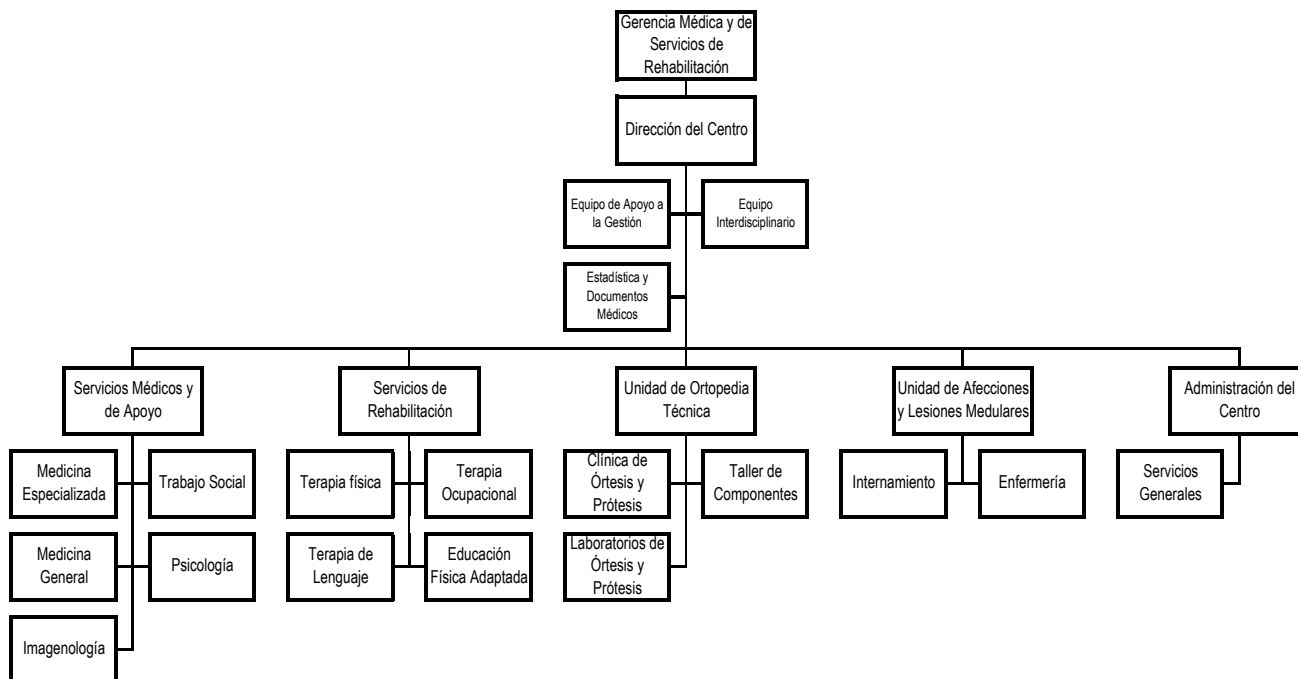 Gerencia Médica y de
Servicios de
Rehabilitación
Dirección del Centro
Equipo de Apoyo a
la Gestión
Equipo
Interdisciplinario
Estadística y
Documentos
Médicos
Servicios Médicos y
de Apoyo
Servicios de
Rehabilitación
Unidad de Ortopedia
Técnica
Unidad de Afecciones
y Lesiones Medulares
Administración del
Centro
Medicina
Especializada
Trabajo Social
Terapia física
Terapia
Ocupacional
Clínica de
Órtesis y
Prótesis
Taller de
Componentes
Internamiento
Enfermería
Servicios
Generales
Medicina
General
Psicología
Terapia de
Lenguaje
Educación
Física Adaptada
Laboratorios de
Órtesis y
Prótesis
Imagenología